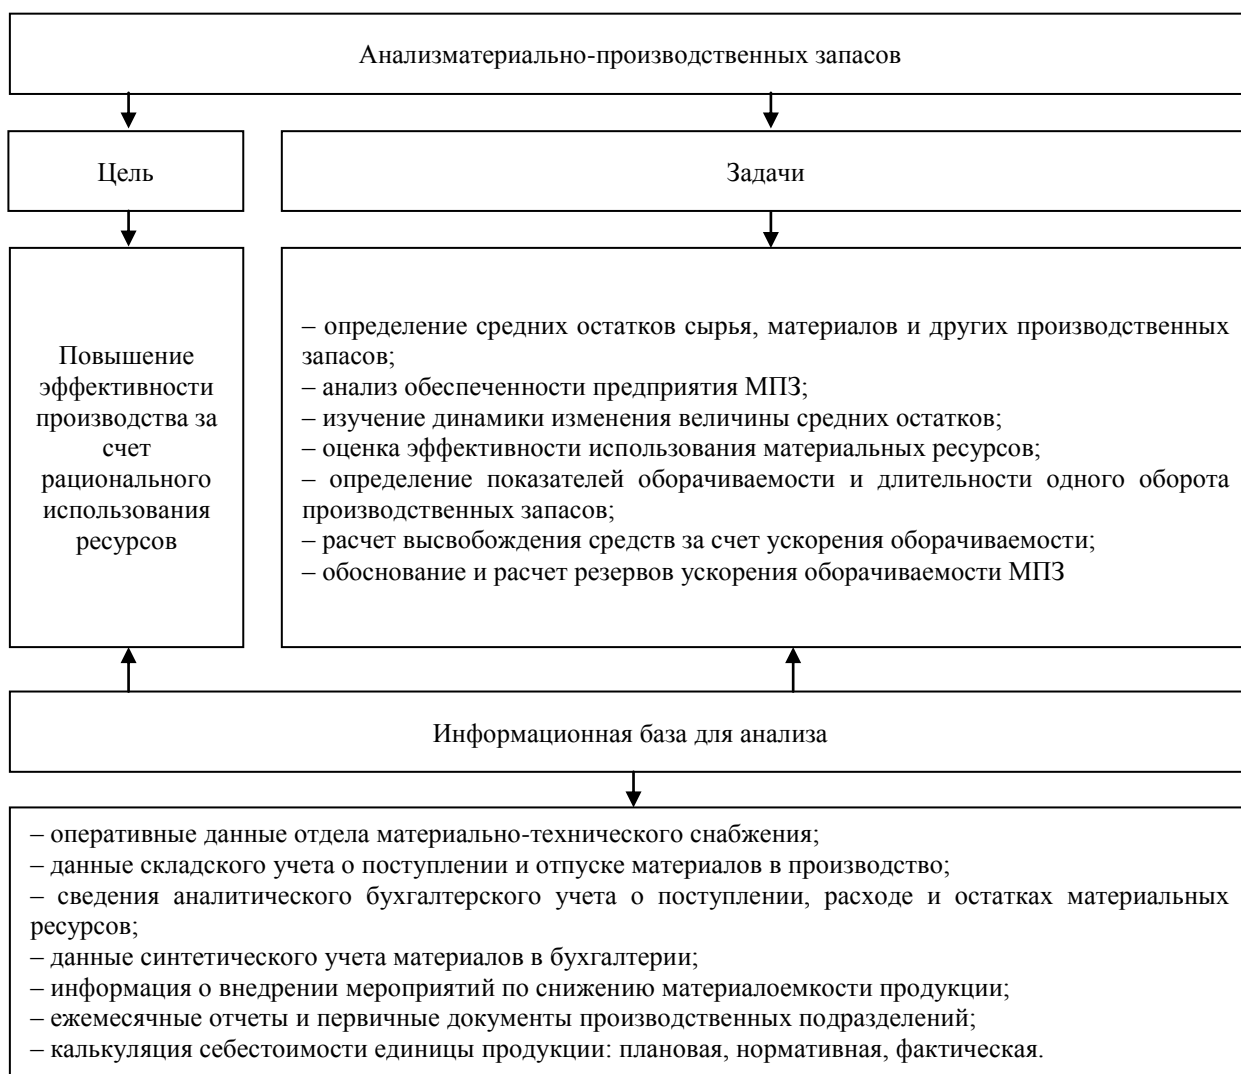 Анализматериально-производственных запасов
Цель
Задачи
Повышение
эффективности
производства за
счет
рационального
использования
ресурсов
– определение средних остатков сырья, материалов и других производственных
запасов;
– анализ обеспеченности предприятия МПЗ;
– изучение динамики изменения величины средних остатков;
– оценка эффективности использования материальных ресурсов;
– определение показателей оборачиваемости и длительности одного оборота
производственных запасов;
– расчет высвобождения средств за счет ускорения оборачиваемости;
– обоснование и расчет резервов ускорения оборачиваемости МПЗ
Информационная база для анализа
– оперативные данные отдела материально-технического снабжения;
– данные складского учета о поступлении и отпуске материалов в производство;
– сведения аналитического бухгалтерского учета о поступлении, расходе и остатках материальных
ресурсов;
– данные синтетического учета материалов в бухгалтерии;
– информация о внедрении мероприятий по снижению материалоемкости продукции;
– ежемесячные отчеты и первичные документы производственных подразделений;
– калькуляция себестоимости единицы продукции: плановая, нормативная, фактическая.